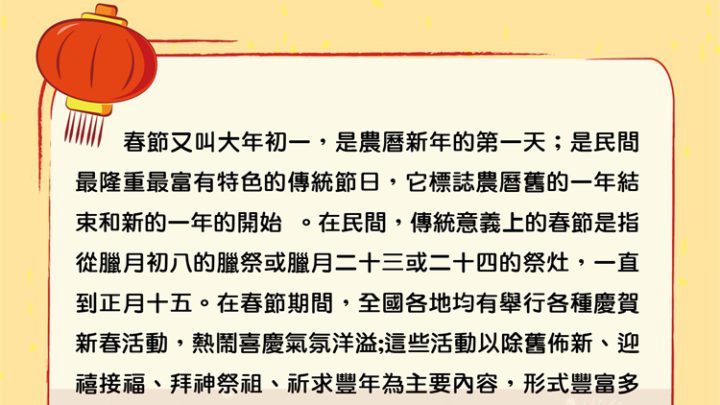 春節又叫大年初一，是農曆新年的第一天；是民間
最隆重最富有特色的傳統節日，它標誌農曆舊的一年結
束和新的一年的開始 。在民間，傳統意義上的春節是指
從臘月初八的臘祭或臘月二十三或二十四的祭灶，一直
到正月十五。在春節期間，全國各地均有舉行各種慶賀
新春活動，熱鬧喜慶氣氛洋溢;這些活動以除舊佈新、迎
禧接福、拜神祭祖、祈求豐年為主要內容，形式豐富多